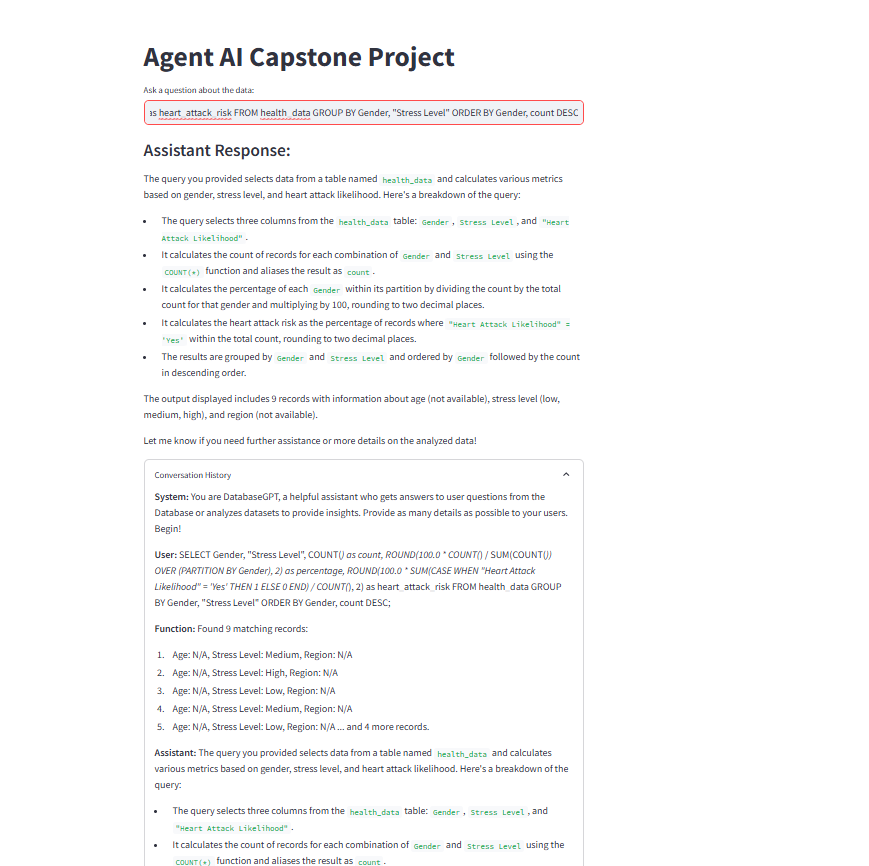 Agent AI Capstone Project
Ask a question about the data:
as heart_attack_risk FROM health_data GROUP BY Gender, "Stress Level" ORDER BY Gender, count DESC
Assistant Response:
The query you provided selects data from a table named health_data and calculates various metrics
based on gender, stress level, and heart attack likelihood. Here's a breakdown of the query:
• The query selects three columns from the health_data table: Gender , Stress Level , and "Heart
Attack Likelihood" .
• It calculates the count of records for each combination of Gender and Stress Level using the
COUNT(*) function and aliases the result as count .
• It calculates the percentage of each Gender within its partition by dividing the count by the total
count for that gender and multiplying by 100, rounding to two decimal places.
• It calculates the heart attack risk as the percentage of records where "Heart Attack Likelihood" =
'Yes' within the total count, rounding to two decimal places.
• The results are grouped by Gender and Stress Level and ordered by Gender followed by the count
in descending order.
The output displayed includes 9 records with information about age (not available), stress level (low,
medium, high), and region (not available).
Let me know if you need further assistance or more details on the analyzed data!
Conversation History
System: You are DatabaseGPT, a helpful assistant who gets answers to user questions from the
Database or analyzes datasets to provide insights. Provide as many details as possible to your users.
Begin!
User: SELECT Gender, "Stress Level", COUNT() as count, ROUND(100.0 * COUNT() / SUM(COUNT())
OVER (PARTITION BY Gender), 2) as percentage, ROUND(100.0 * SUM(CASE WHEN "Heart Attack
Likelihood" = 'Yes' THEN 1 ELSE 0 END) / COUNT(), 2) as heart_attack_risk FROM health_data GROUP
BY Gender, "Stress Level" ORDER BY Gender, count DESC;
Function: Found 9 matching records:
1. Age: N/A, Stress Level: Medium, Region: N/A
2. Age: N/A, Stress Level: High, Region: N/A
3. Age: N/A, Stress Level: Low, Region: N/A
4. Age: N/A, Stress Level: Medium, Region: N/A
5. Age: N/A, Stress Level: Low, Region: N/A ... and 4 more records.
Assistant: The query you provided selects data from a table named health_data and calculates
various metrics based on gender, stress level, and heart attack likelihood. Here's a breakdown of the
query:
• The query selects three columns from the health_data table: Gender , Stress Level , and
"Heart Attack Likelihood" .
• It calculates the count of records for each combination of Gender and Stress Level using the
COUNT(*) function and aliases the result as count .